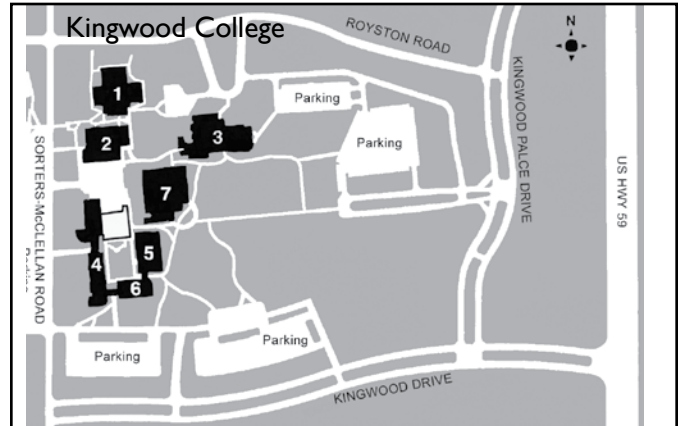 Kingwood College
N
ROYSTON ROAD
1
Parking
2
3
Parking
KINGWOOD PALCE DRIVE
SORTERS-McCLELLAN ROAD
US HWY 59
7
5
4
6
Parking
Parking
KINGWOOD DRIVE